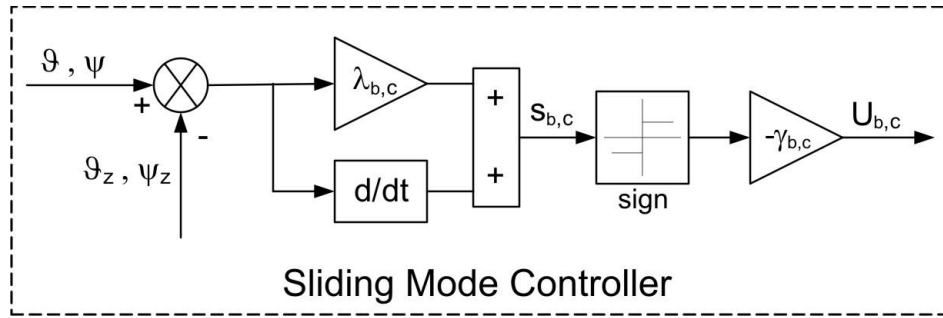 ϑ , ψ
+
-
ϑz , ψz
λb,c
d/dt
+
+
sb,c
sign
-γb,c
Ub,c
Sliding Mode Controller